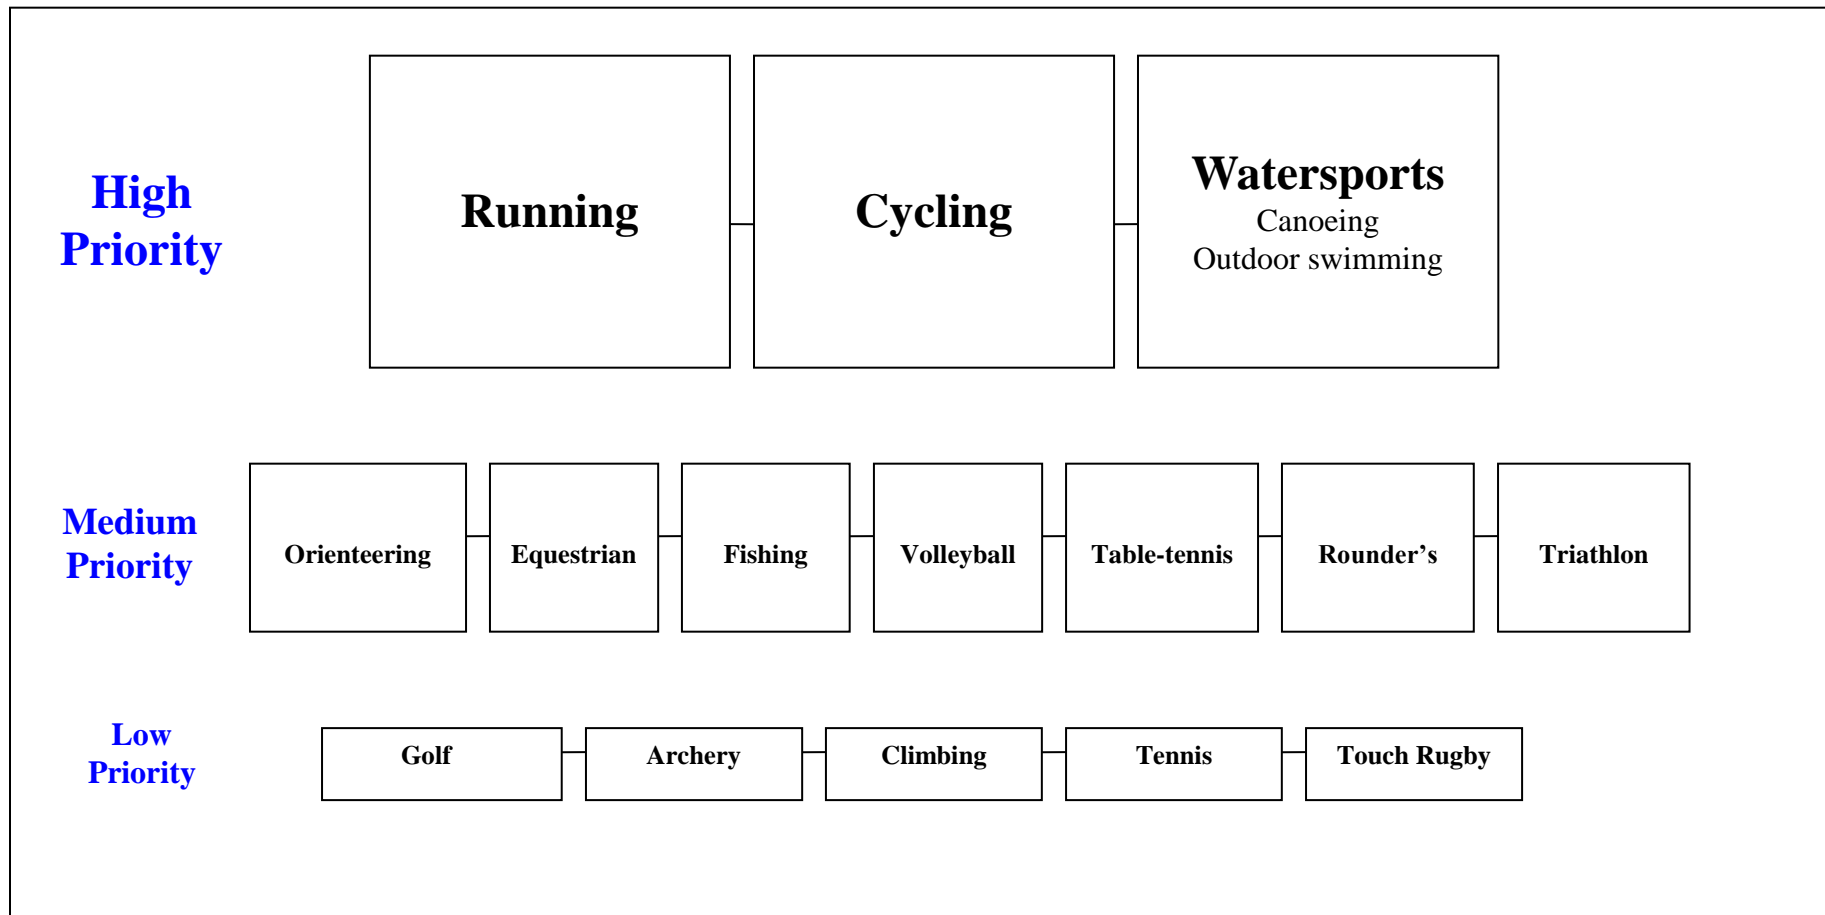 High
Priority
Running
Cycling
Watersports
Canoeing
Outdoor swimming
Medium
Priority
Orienteering
Equestrian
Fishing
Volleyball
Table-tennis
Rounder’s
Triathlon
Low
Priority
Golf
Archery
Climbing
Tennis
Touch Rugby